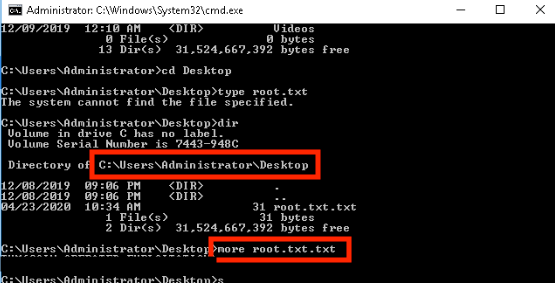 Administrator: C:\Windows\System32\cmd.exe
12/09/2019  12:10 AM    <DIR>          Videos
0 File(s)              0 bytes
13 Dir(s)  31,524,667,392 bytes free
C:\Users\Administrator>cd Desktop
C:\Users\Administrator\Desktop>type root.txt
The system cannot find the file specified.
C:\Users\Administrator\Desktop>dir
Volume in drive C has no label.
Volume Serial Number is 7443-948C
Directory of C:\Users\Administrator\Desktop
12/08/2019  09:06 PM    <DIR>          .
12/08/2019  09:06 PM    <DIR>          ..
04/23/2020  10:34 AM                31 root.txt.txt
1 File(s)             31 bytes
2 Dir(s)  31,524,667,392 bytes free
C:\Users\Administrator\Desktop>more root.txt.txt
C:\Users\Administrator\Desktop>s